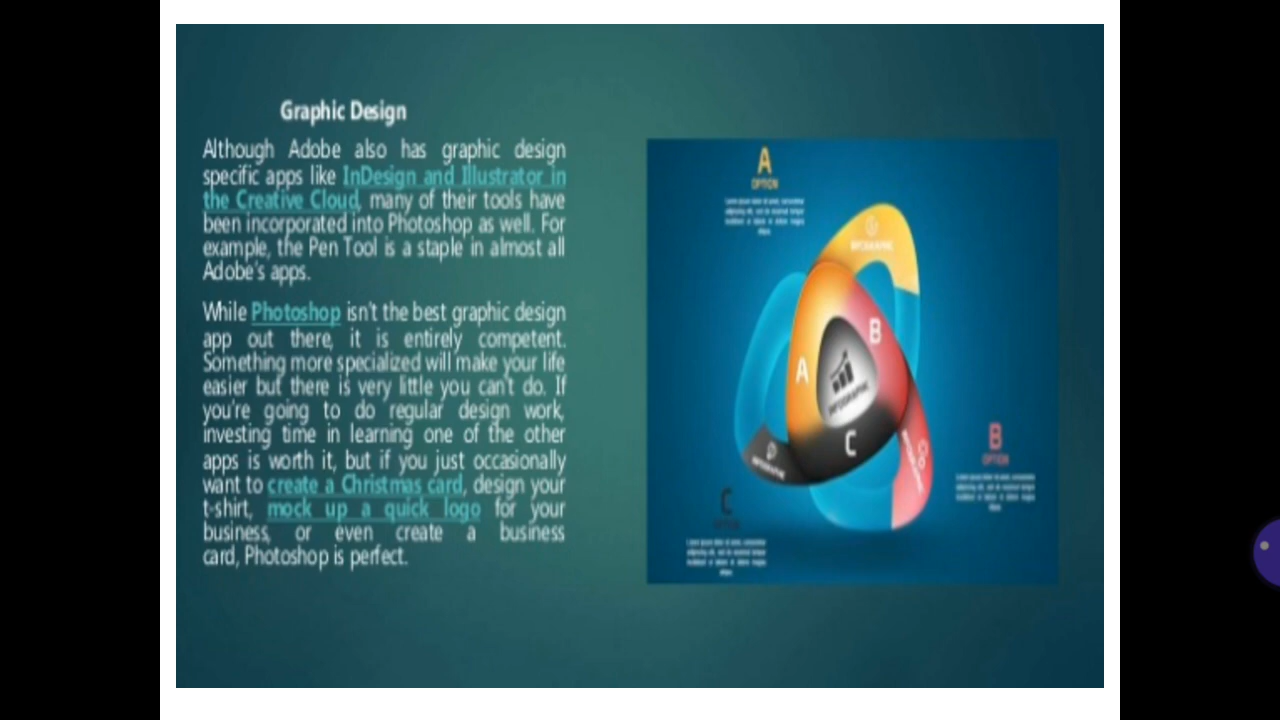 Graphic Design
Although Adobe also has graphic design
specific apps like InDesign and Illustrator in
the Creative Cloud, many of their tools have
been incorporated into Photoshop as well. For
example, the Pen Tool is a staple in almost all
Adobe's apps.
While Photoshop isn't the best graphic design
app out there, it is entirely competent.
Something more specialized will make your life
easier but there is very little you can't do. If
you're going to do regular design work,
investing time in learning one of the other
apps is worth it, but if you just occasionally
want to create a Christmas card, design your
t-shirt, mock up a quick logo for your
business, or even create a business
card, Photoshop is perfect.
A
OPTION
INFOGRAPHIC
B
A
INFOGRAPHIC
C
B
OPTION
INFOGRAPHIC
C
OPTION